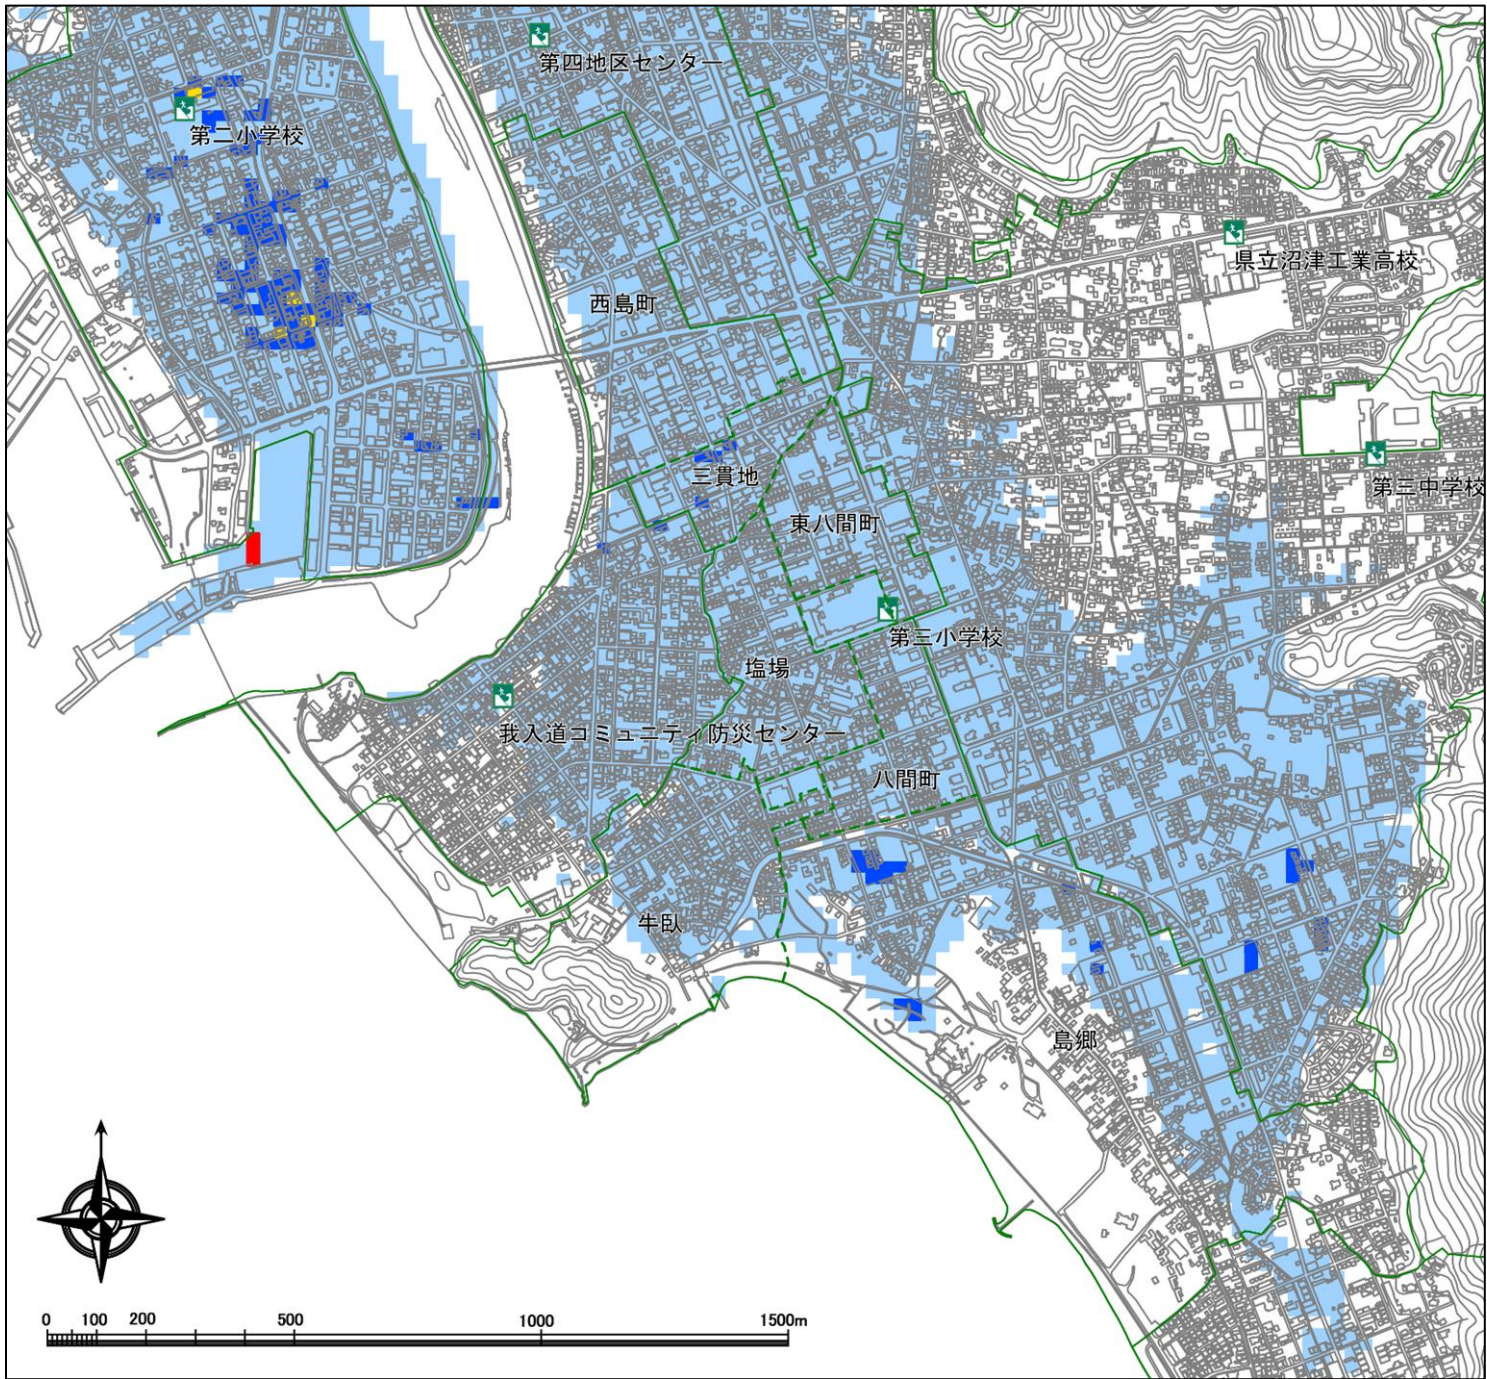 第四地区センター
第二小学校
県立沼津工業高校
西島町
三貫地
第三中学校
東八間町
第三小学校
塩場
我入道コミュニティ防災センター
八間町
牛臥
島郷
0 100 200 500 1000 1500m